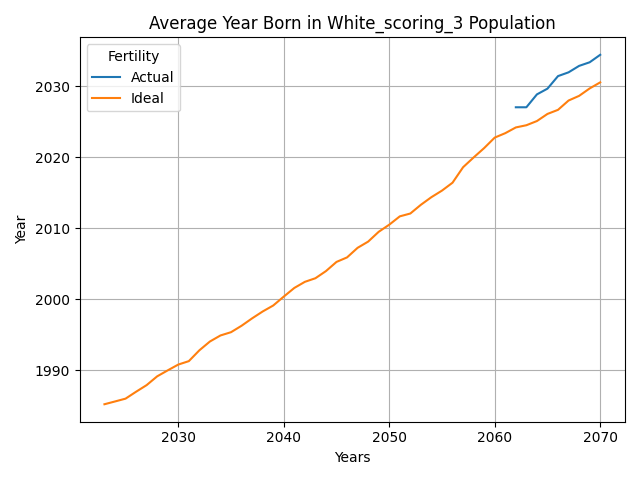 Average Year Born in White_scoring_3 Population
Fertility
Actual
Ideal
Year
2030
2020
2010
2000
1990
2030 2040 2050 2060 2070
Years